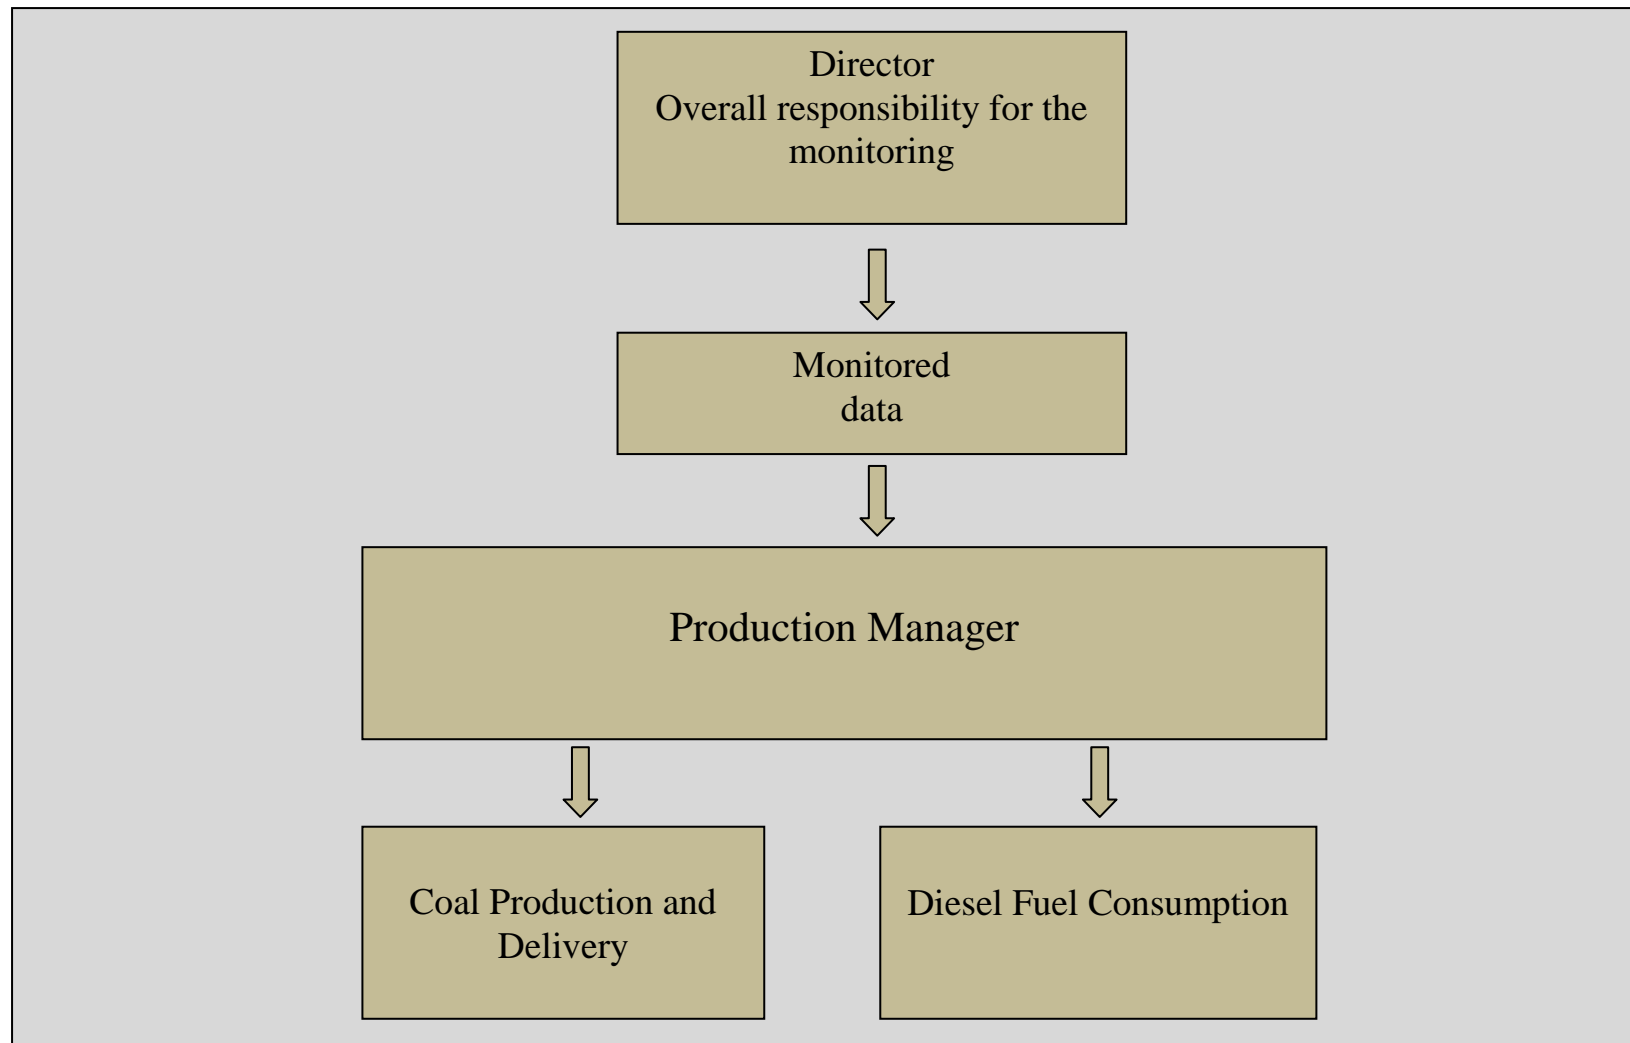 Director
Overall responsibility for the
monitoring
Monitored
data
Production Manager
Coal Production and
Delivery
Diesel Fuel Consumption